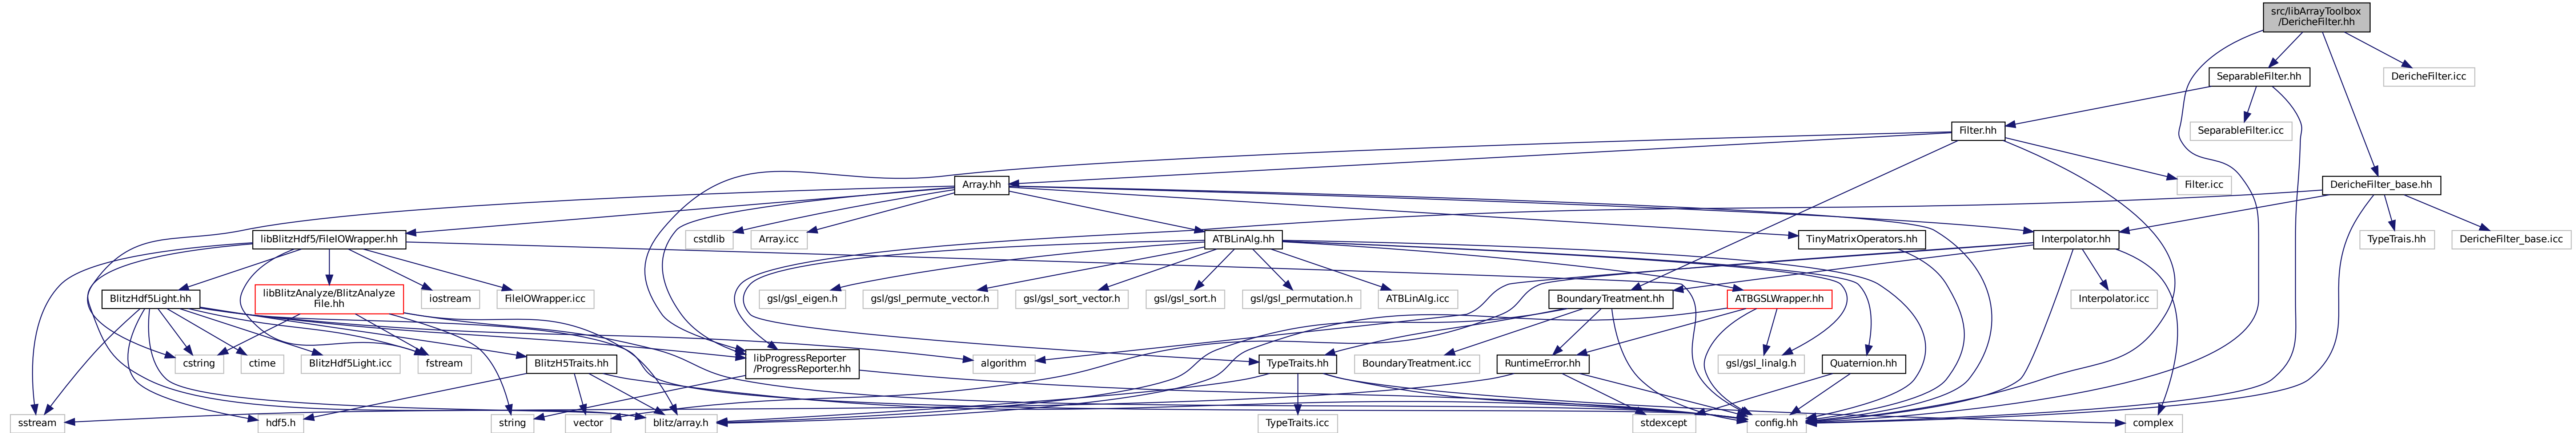 src/libArrayToolbox
/DericheFilter.hh
SeparableFilter.hh
DericheFilter.icc
Filter.hh
SeparableFilter.icc
Array.hh
Filter.icc
DericheFilter_base.hh
libBlitzHdf5/FileIOWrapper.hh
cstdlib
Array.icc
ATBLinAlg.hh
TinyMatrixOperators.hh
Interpolator.hh
TypeTrais.hh
DericheFilter_base.icc
BlitzHdf5Light.hh
libBlitzAnalyze/BlitzAnalyze
File.hh
iostream
FileIOWrapper.icc
gsl/gsl_eigen.h
gsl/gsl_permute_vector.h
gsl/gsl_sort_vector.h
gsl/gsl_sort.h
gsl/gsl_permutation.h
ATBLinAlg.icc
BoundaryTreatment.hh
ATBGSLWrapper.hh
Interpolator.icc
cstring
ctime
BlitzHdf5Light.icc
fstream
BlitzH5Traits.hh
libProgressReporter
/ProgressReporter.hh
algorithm
TypeTraits.hh
BoundaryTreatment.icc
RuntimeError.hh
gsl/gsl_linalg.h
Quaternion.hh
sstream
hdf5.h
string
vector
blitz/array.h
TypeTraits.icc
stdexcept
config.hh
complex